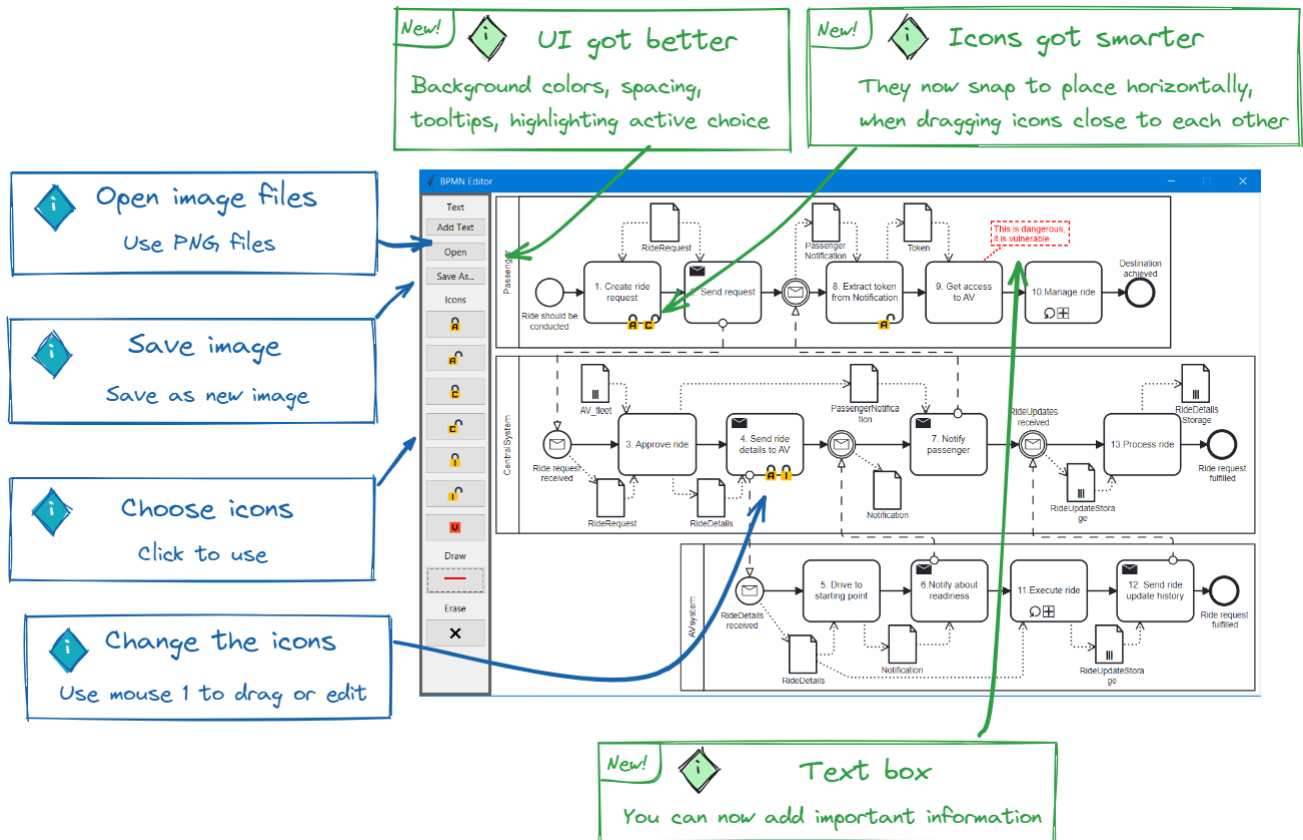 New!
UI got better
Background colors, spacing,
tooltips, highlighting active choice
New!
Icons got smarter
They now snap to place horizontally,
when dragging icons close to each other
Open image files
Use PNG files
Save image
Save as new image
Choose icons
Click to use
Change the icons
Use mouse 1 to drag or edit
BPMN Editor
Text
Add Text
Open
Save As..
Icons
A
A
C
C
I
I
U
Draw
Erase
Passenger
RideRequest
Passenger
Notification
Token
This is dangerous,
it is vulnerable.
Destination
achieved
Ride should be
conducted
1. Create ride
request
A C
Send request
8. Extract token
from Notification
A
9. Get access
to AV
10.Manage ride
CentralSystem
AV_fleet
PassengerNotifica
tion
RideUpdates
received
RideDetails
Storage
Ride request
received
3. Approve ride
4. Send ride
details to AV
A I
7. Notify
passenger
13.Process ride
Ride request
fulfilled
RideRequest
RideDetails
Notification
RideUpdateStora
ge
AVsystem
RideDetails
received
5. Drive to
starting point
6.Notify about
readiness
11.Execute ride
12. Send ride
update history
Ride request
fulfilled
RideDetails
Notification
RideUpdateStora
ge
New!
Text box
You can now add important information